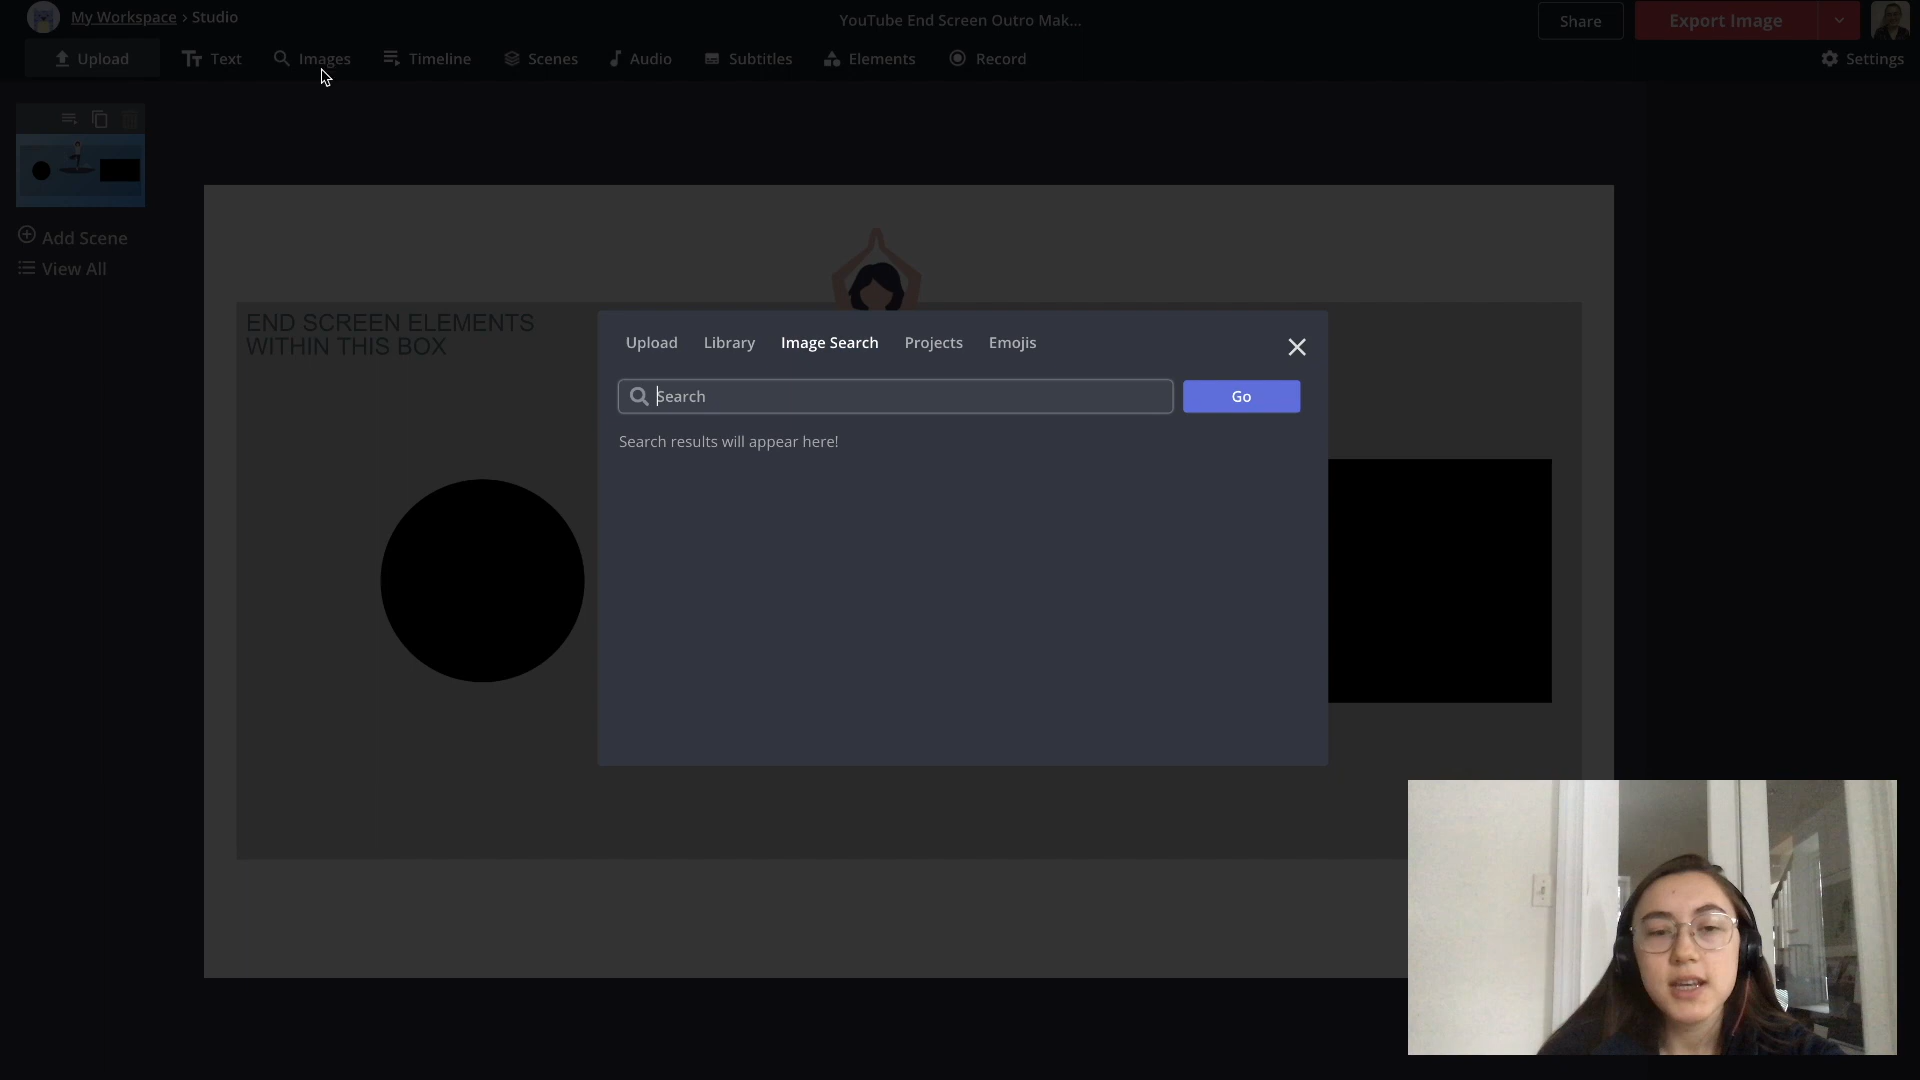 My Workspace › Studio
YouTube End Screen Outro Mak...
Share
Export Image
Upload
Text
Images
Timeline
Scenes
Audio
Subtitles
Elements
Record
Settings
Add Scene
View All
END SCREEN ELEMENTS
WITHIN THIS BOX
Upload
Library
Image Search
Projects
Emojis
Search
Go
Search results will appear here!